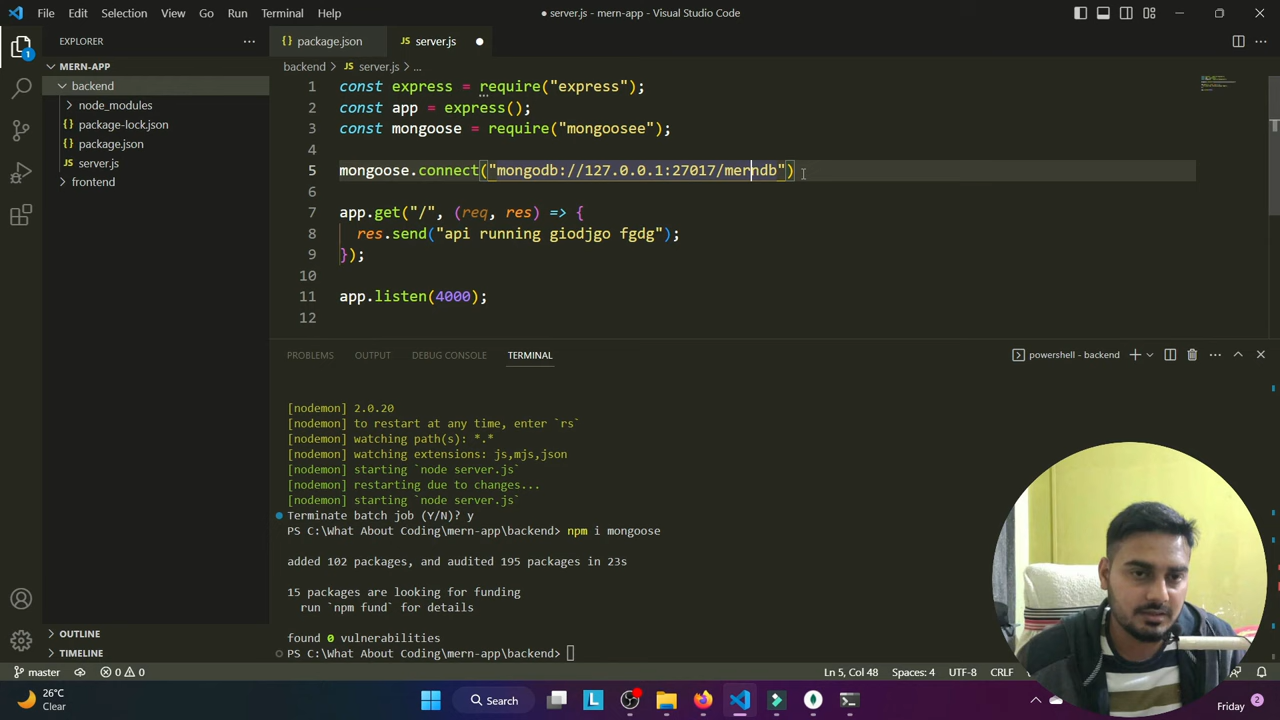 File Edit Selection View Go Run Terminal Help
● server.js - mern-app - Visual Studio Code
EXPLORER
MERN-APP
backend
node_modules
package-lock.json
package.json
server.js
frontend
OUTLINE
TIMELINE
package.json
JS server.js ●
backend > JS server.js > ...
1 const express = require("express");
2 const app = express();
3 const mongoose = require("mongoosee");
4
5 mongoose.connect("mongodb://127.0.0.1:27017/merndb")
6
7 app.get("/", (req, res) => {
8 res.send("api running giodjgo fgdg");
9 });
10
11 app.listen(4000);
12
PROBLEMS OUTPUT DEBUG CONSOLE TERMINAL
powershell - backend
[nodemon] 2.0.20
[nodemon] to restart at any time, enter `rs`
[nodemon] watching path(s): *.*
[nodemon] watching extensions: js,mjs,json
[nodemon] starting `node server.js`
[nodemon] restarting due to changes...
[nodemon] starting `node server.js`
Terminate batch job (Y/N)? y
PS C:\What About Coding\mern-app\backend> npm i mongoose
added 102 packages, and audited 195 packages in 23s
15 packages are looking for funding
run `npm fund` for details
found 0 vulnerabilities
PS C:\What About Coding\mern-app\backend>
master 0 0
Ln 5, Col 48 Spaces: 4 UTF-8 CRLF
26°C
Clear
Search
Friday
2